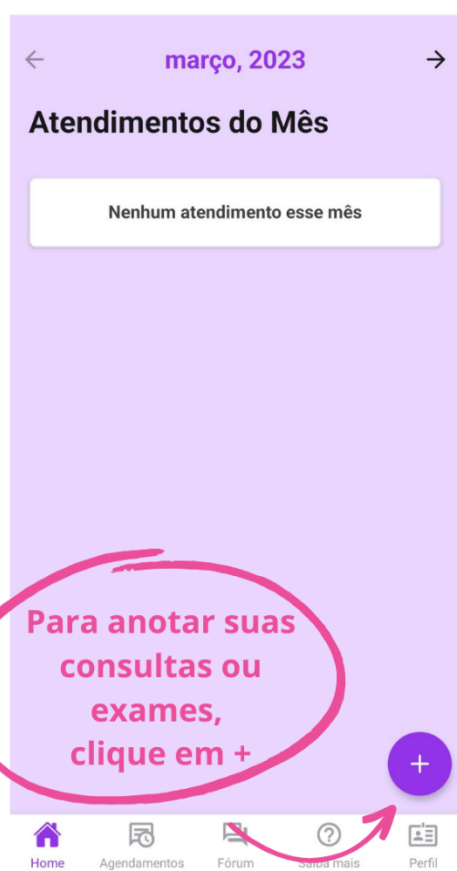 março, 2023
Atendimentos do Mês
Nenhum atendimento esse mês
Para anotar suas
consultas ou
exames,
clique em +
+
Home
Agendamentos
Fórum
Saiba mais
Perfil